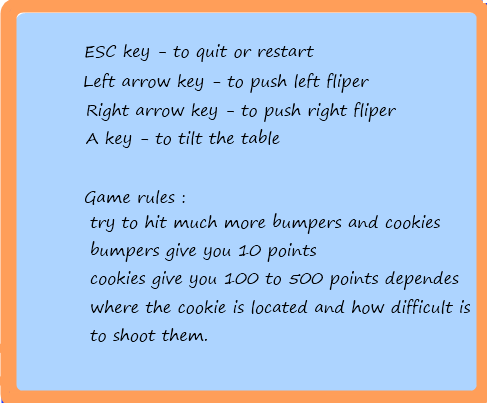 ESC key - to quit or restart
Left arrow key - to push left fliper
Right arrow key - to push right fliper
A key - to tilt the table
Game rules :
try to hit much more bumpers and cookies
bumpers give you 10 points
cookies give you 100 to 500 points dependes
where the cookie is located and how difficult is
to shoot them.